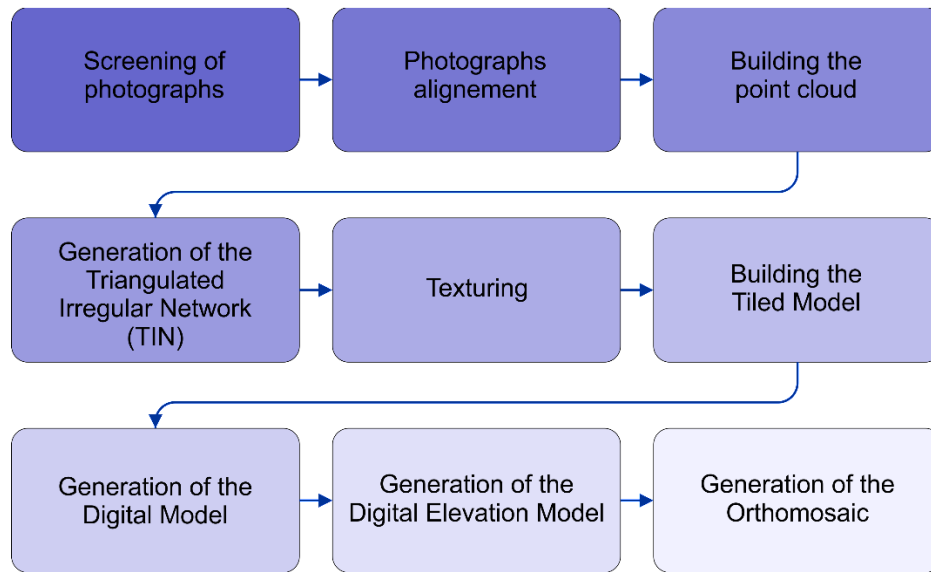 Screening of
photographs
Photographs
alignement
Building the
point cloud
Generation of the
Triangulated
Irregular Network
(TIN)
Texturing
Building the
Tiled Model
Generation of the
Digital Model
Generation of the
Digital Elevation Model
Generation of the
Orthomosaic